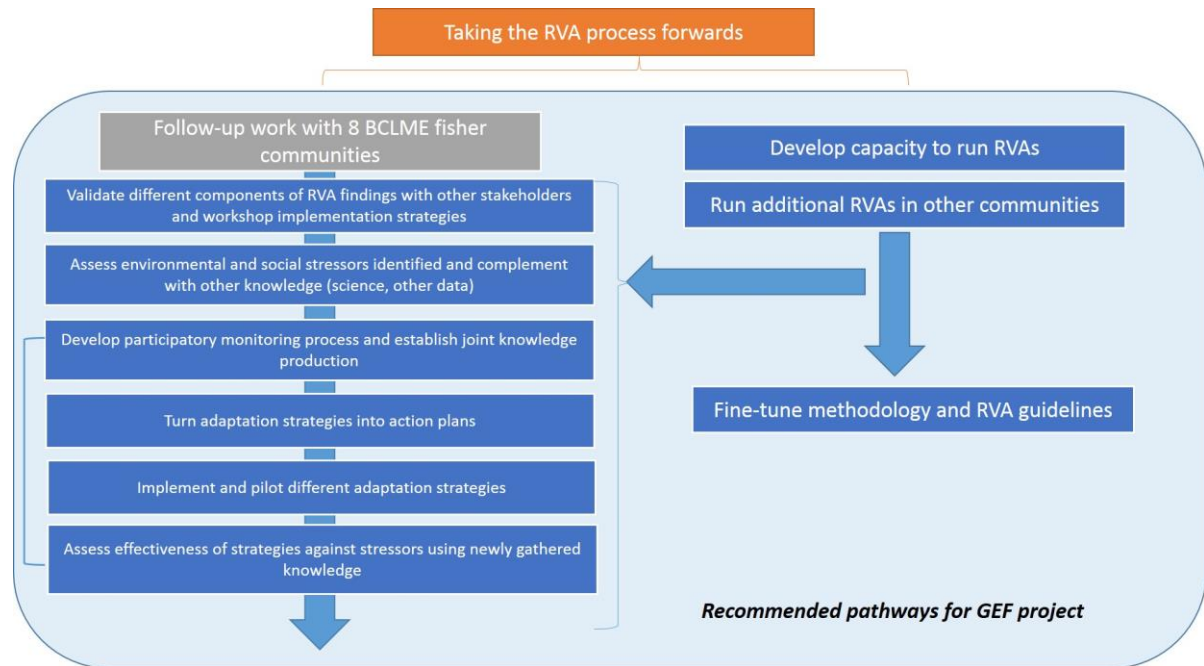 Taking the RVA process forwards
Follow-up work with 8 BCLME fisher
communities
Validate different components of RVA findings with other stakeholders
and workshop implementation strategies
Assess environmental and social stressors identified and complement
with other knowledge (science, other data)
Develop participatory monitoring process and establish joint knowledge
production
Turn adaptation strategies into action plans
Implement and pilot different adaptation strategies
Assess effectiveness of strategies against stressors using newly gathered
knowledge
Develop capacity to run RVAs
Run additional RVAs in other communities
Fine-tune methodology and RVA guidelines
Recommended pathways for GEF project